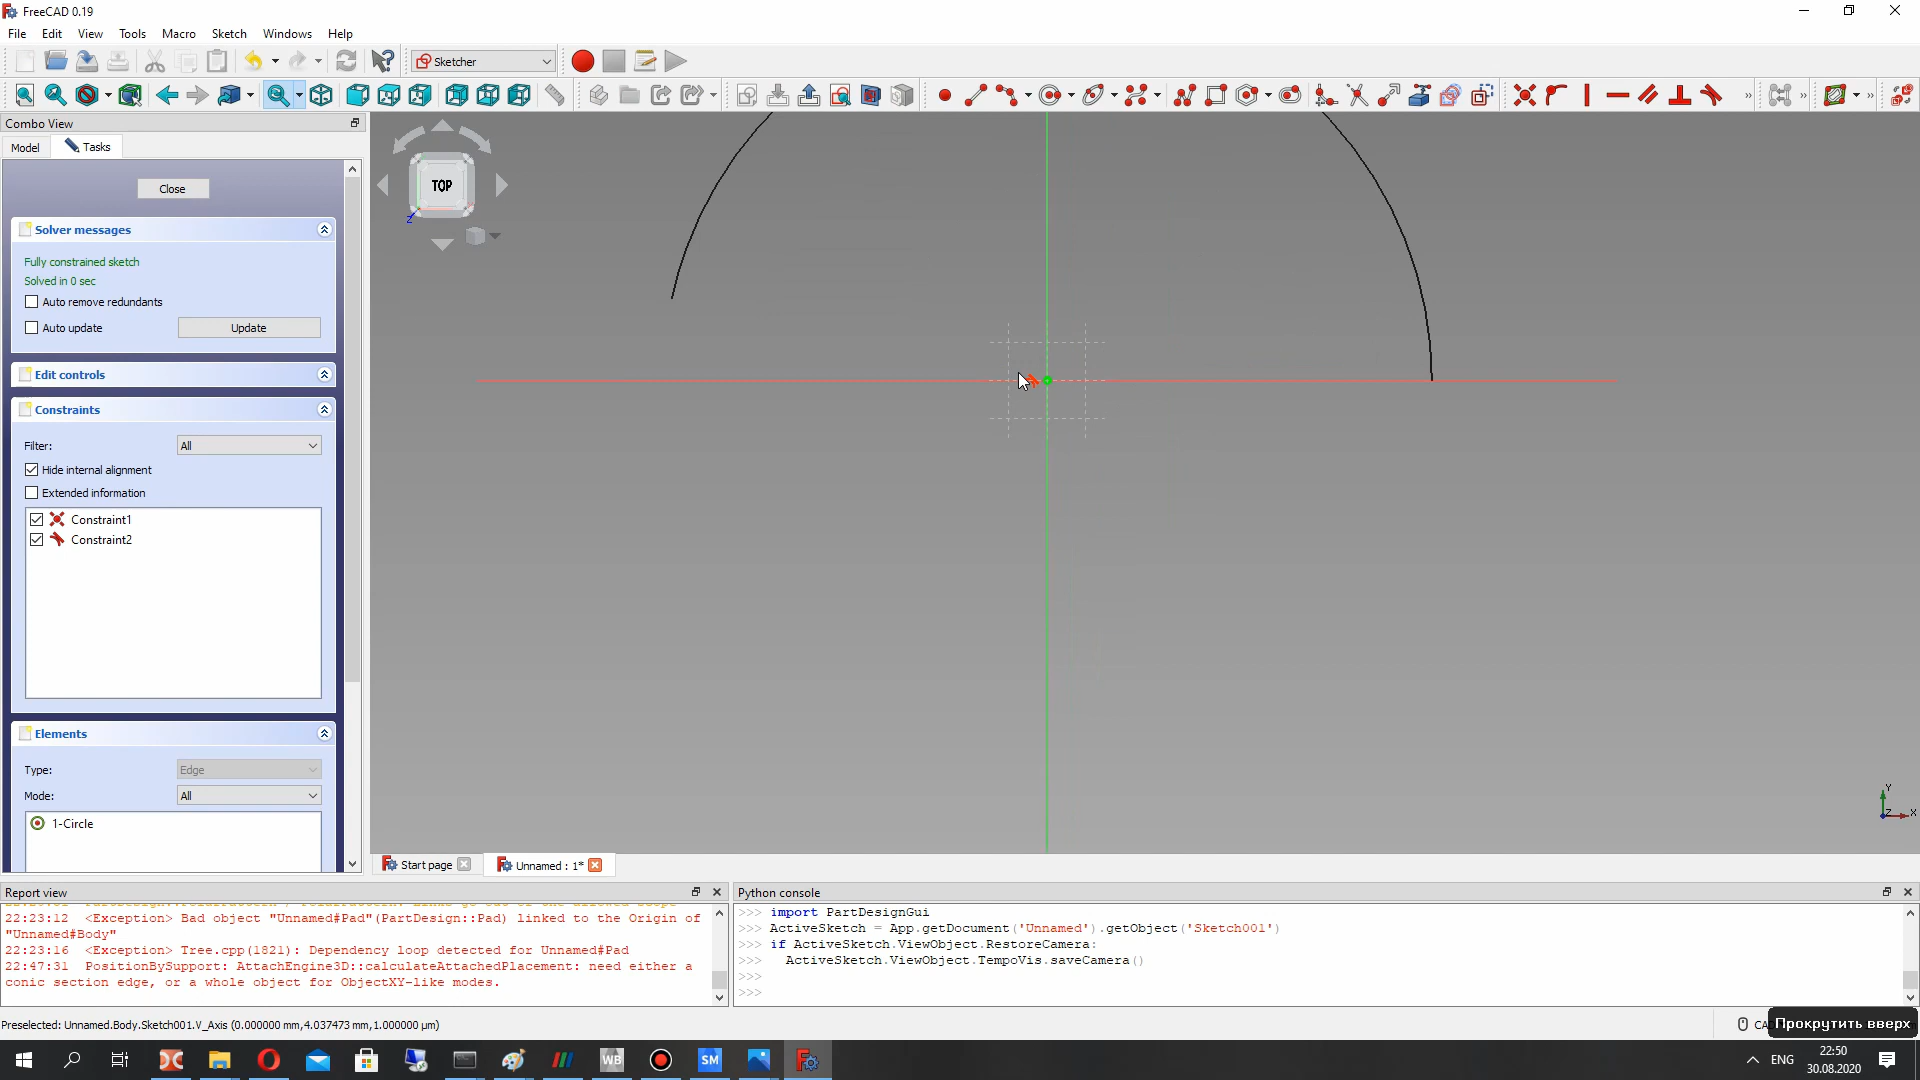 FreeCAD 0.19
File Edit View Tools Macro Sketch Windows Help
Sketcher
Combo View
Model
Tasks
Close
Solver messages
Fully constrained sketch
Solved in 0 sec
Auto remove redundants
Auto update
Update
Edit controls
Constraints
Filter:
All
Hide internal alignment
Extended information
Constraint1
Constraint2
Elements
Type:
Edge
Mode:
All
1-Circle
TOP
Z
Y
Z
X
Start page
Unnamed : 1*
Report view
22:23:12 <Exception> Bad object "Unnamed#Pad"(PartDesign::Pad) linked to the Origin of
"Unnamed#Body"
22:23:16 <Exception> Tree.cpp(1821): Dependency loop detected for Unnamed#Pad
22:47:31 PositionBySupport: AttachEngine3D::calculateAttachedPlacement: need either a
conic section edge, or a whole object for ObjectXY-like modes.
Python console
>>> import PartDesignGui
>>> ActiveSketch = App.getDocument('Unnamed').getObject('Sketch001')
>>> if ActiveSketch.ViewObject.RestoreCamera:
>>> ActiveSketch.ViewObject.TempoVis.saveCamera()
>>>
>>>
Preselected: Unnamed.Body.Sketch001.V_Axis (0.000000 mm,4.037473 mm,1.000000 µm)
CA
Прокрутить вверх
WB
SM
ENG
22:50
30.08.2020